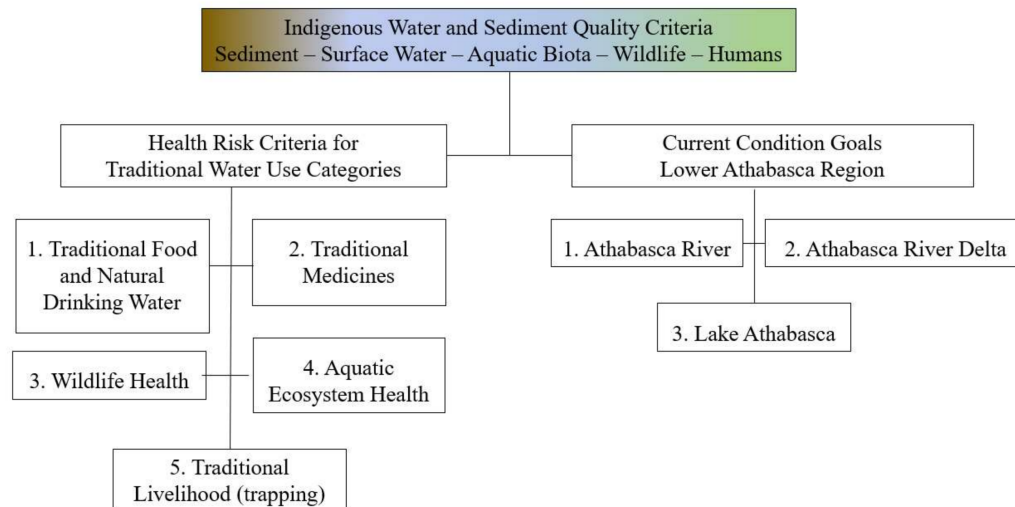 Indigenous Water and Sediment Quality Criteria
Sediment – Surface Water – Aquatic Biota – Wildlife – Humans
Health Risk Criteria for
Traditional Water Use Categories
Current Condition Goals
Lower Athabasca Region
1. Traditional Food
and Natural
Drinking Water
2. Traditional
Medicines
1. Athabasca River
2. Athabasca River Delta
3. Lake Athabasca
3. Wildlife Health
4. Aquatic
Ecosystem Health
5. Traditional
Livelihood (trapping)